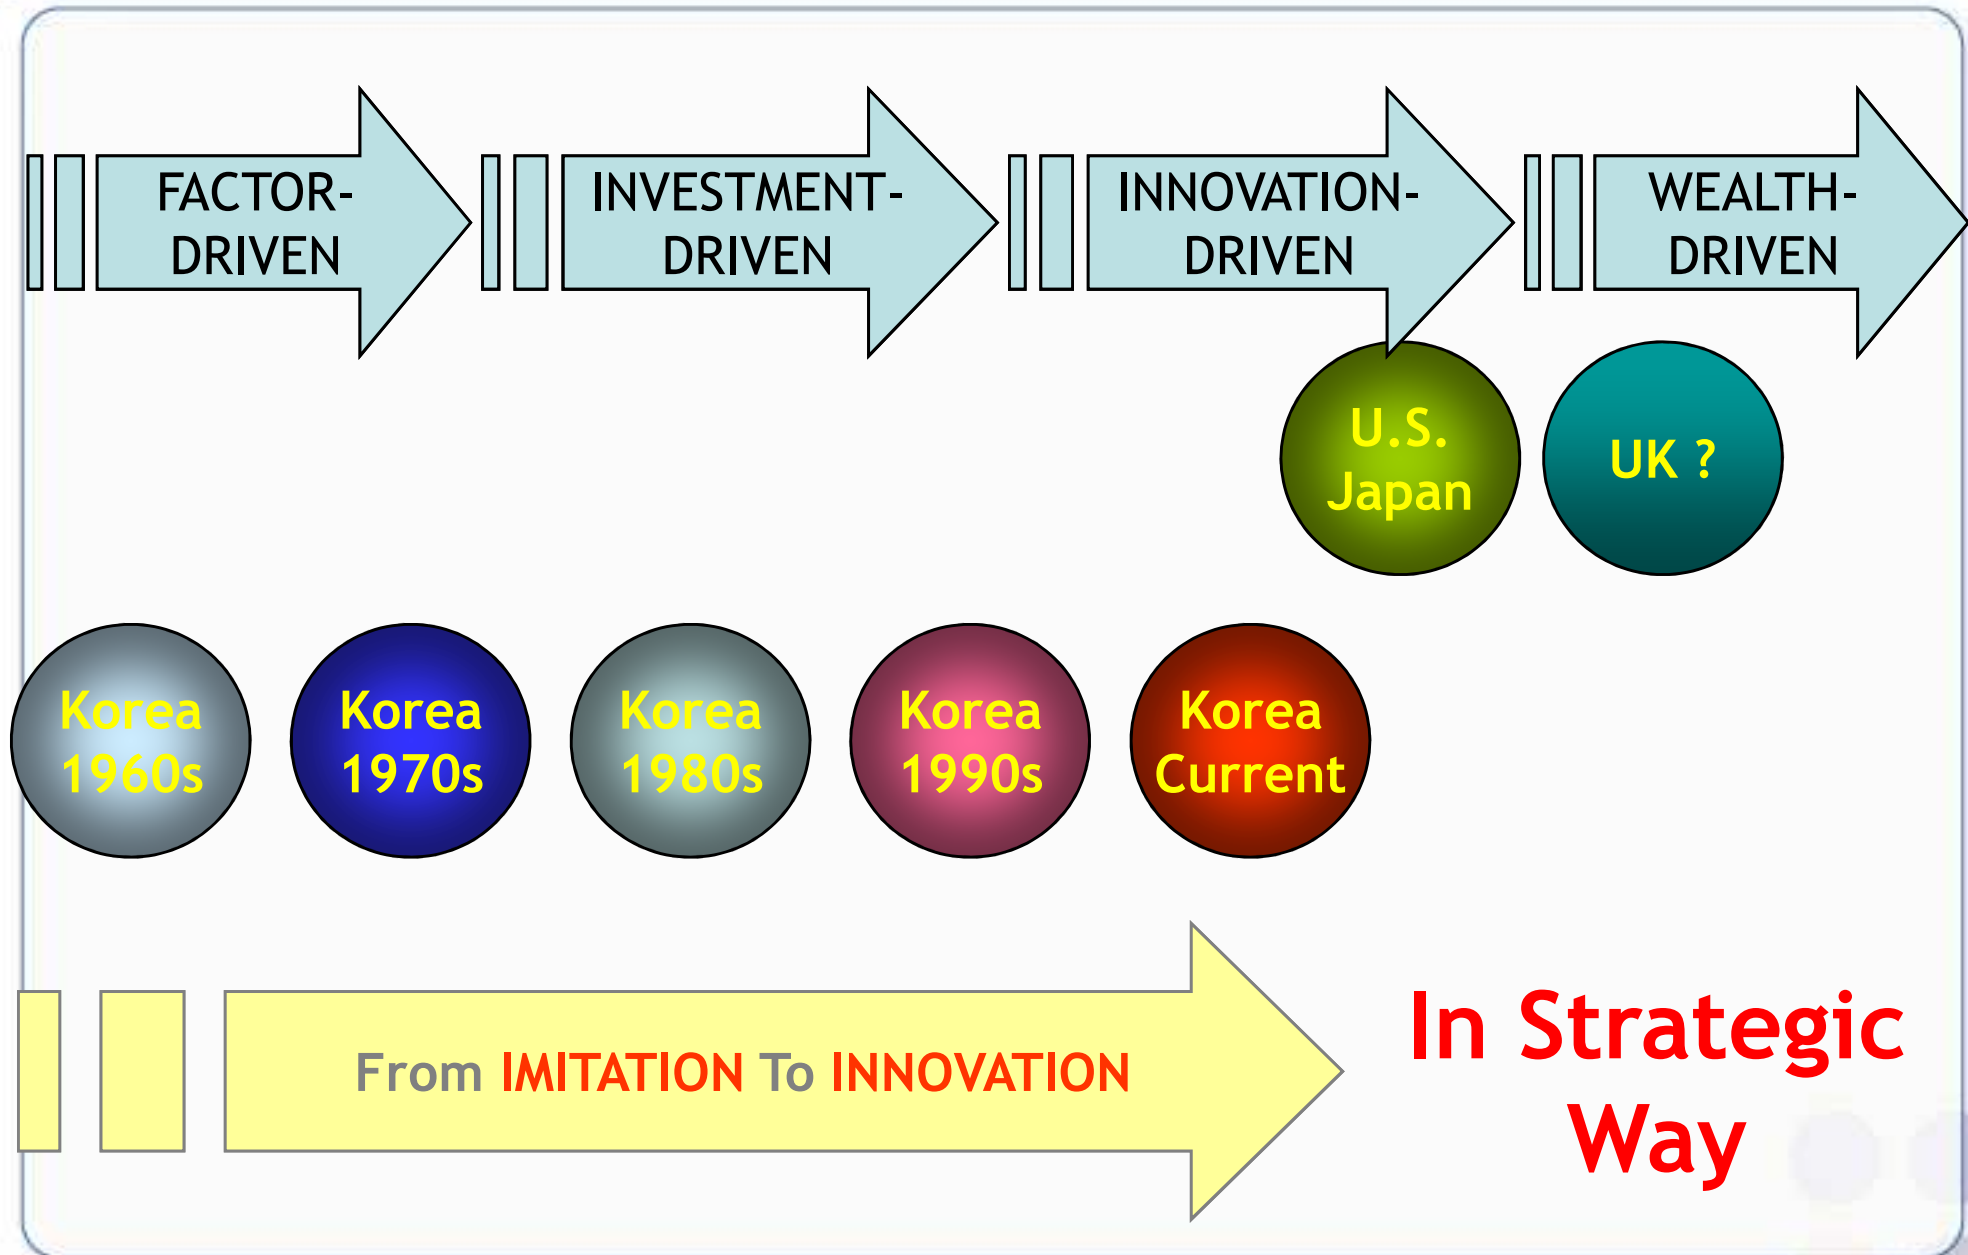 FACTOR-
DRIVEN
INVESTMENT-
DRIVEN
INNOVATION-
DRIVEN
WEALTH-
DRIVEN
U.S.
Japan
UK ?
Korea
1960s
Korea
1970s
Korea
1980s
Korea
1990s
Korea
Current
From IMITATION To INNOVATION
In Strategic
Way